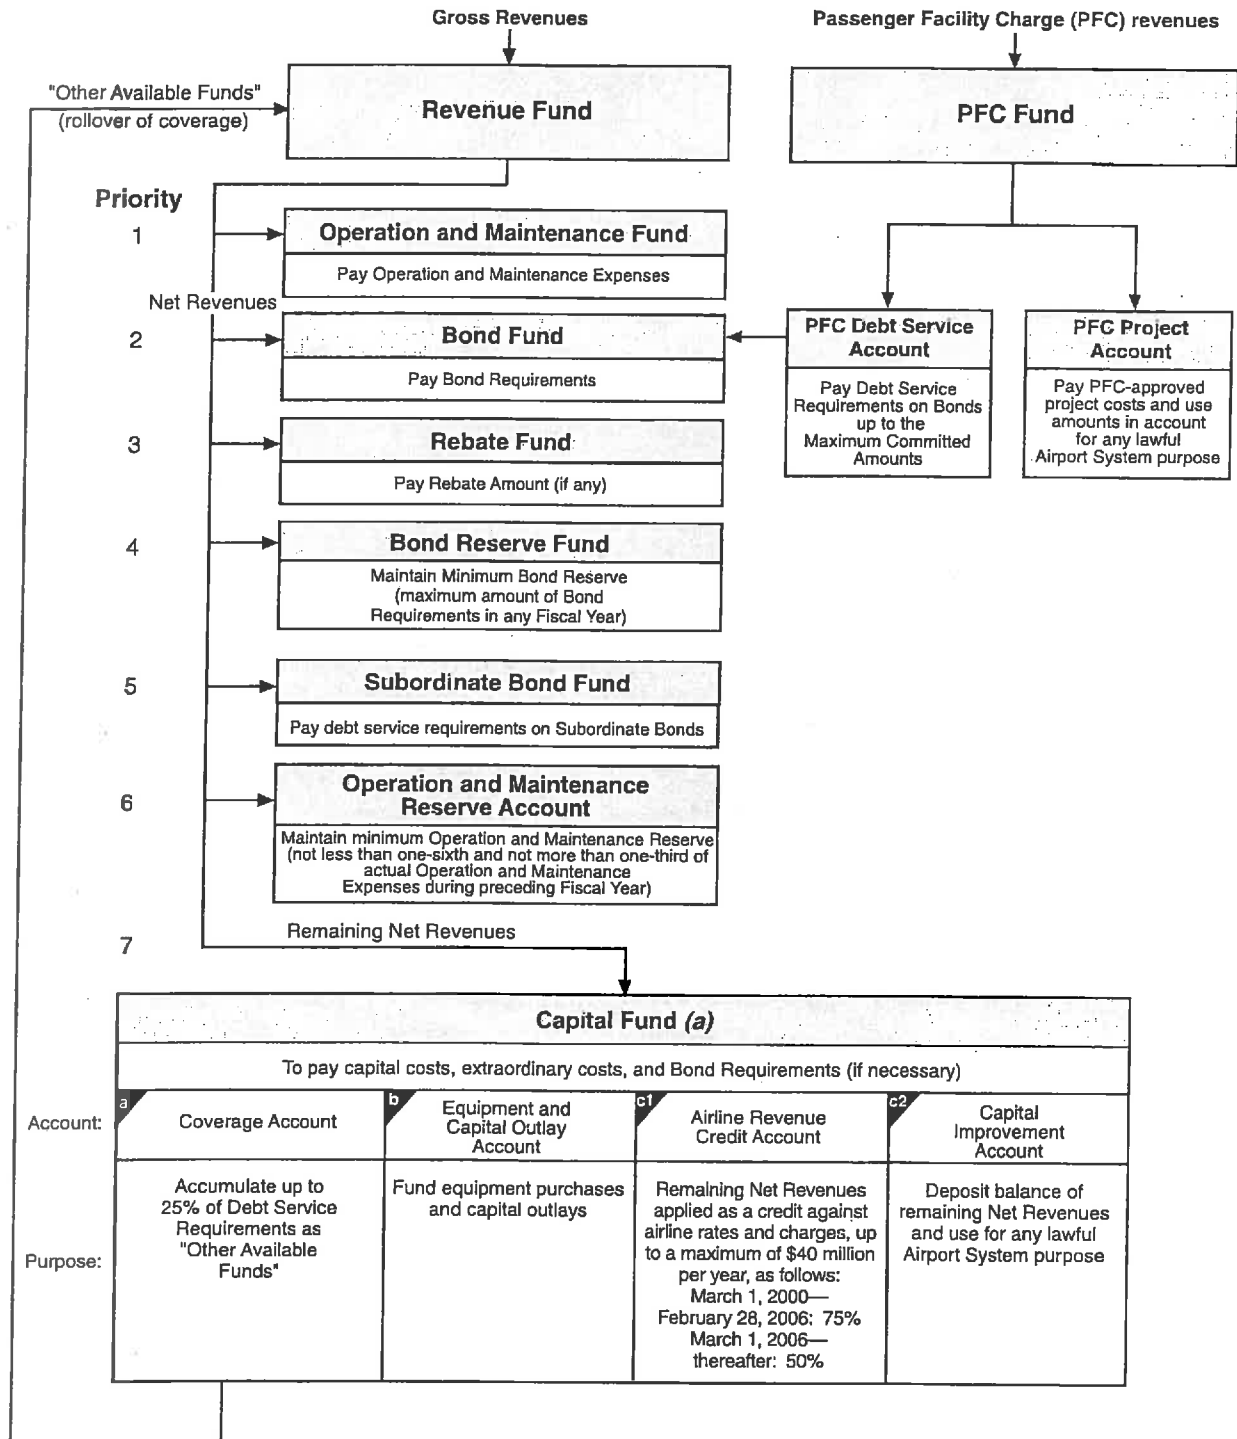 Gross Revenues
Passenger Facility Charge (PFC) revenues
"Other Available Funds"
(rollover of coverage)
Revenue Fund
PFC Fund
Priority
1
Operation and Maintenance Fund
Pay Operation and Maintenance Expenses
Net Revenues
2
Bond Fund
Pay Bond Requirements
PFC Debt Service
Account
Pay Debt Service
Requirements on Bonds
up to the
Maximum Committed
Amounts
PFC Project
Account
Pay PFC-approved
project costs and use
amounts in account
for any lawful
Airport System purpose
3
Rebate Fund
Pay Rebate Amount (if any)
4
Bond Reserve Fund
Maintain Minimum Bond Reserve
(maximum amount of Bond
Requirements in any Fiscal Year)
5
Subordinate Bond Fund
Pay debt service requirements on Subordinate Bonds
6
Operation and Maintenance
Reserve Account
Maintain minimum Operation and Maintenance Reserve
(not less than one-sixth and not more than one-third of
actual Operation and Maintenance
Expenses during preceding Fiscal Year)
7
Remaining Net Revenues
Capital Fund (a)
To pay capital costs, extraordinary costs, and Bond Requirements (if necessary)
Account:
a
Coverage Account
b
Equipment and
Capital Outlay
Account
c1
Airline Revenue
Credit Account
c2
Capital
Improvement
Account
Purpose:
Accumulate up to
25% of Debt Service
Requirements as
"Other Available
Funds"
Fund equipment purchases
and capital outlays
Remaining Net Revenues
applied as a credit against
airline rates and charges, up
to a maximum of $40 million
per year, as follows:
March 1, 2000—
February 28, 2006: 75%
March 1, 2006—
thereafter: 50%
Deposit balance of
remaining Net Revenues
and use for any lawful
Airport System purpose